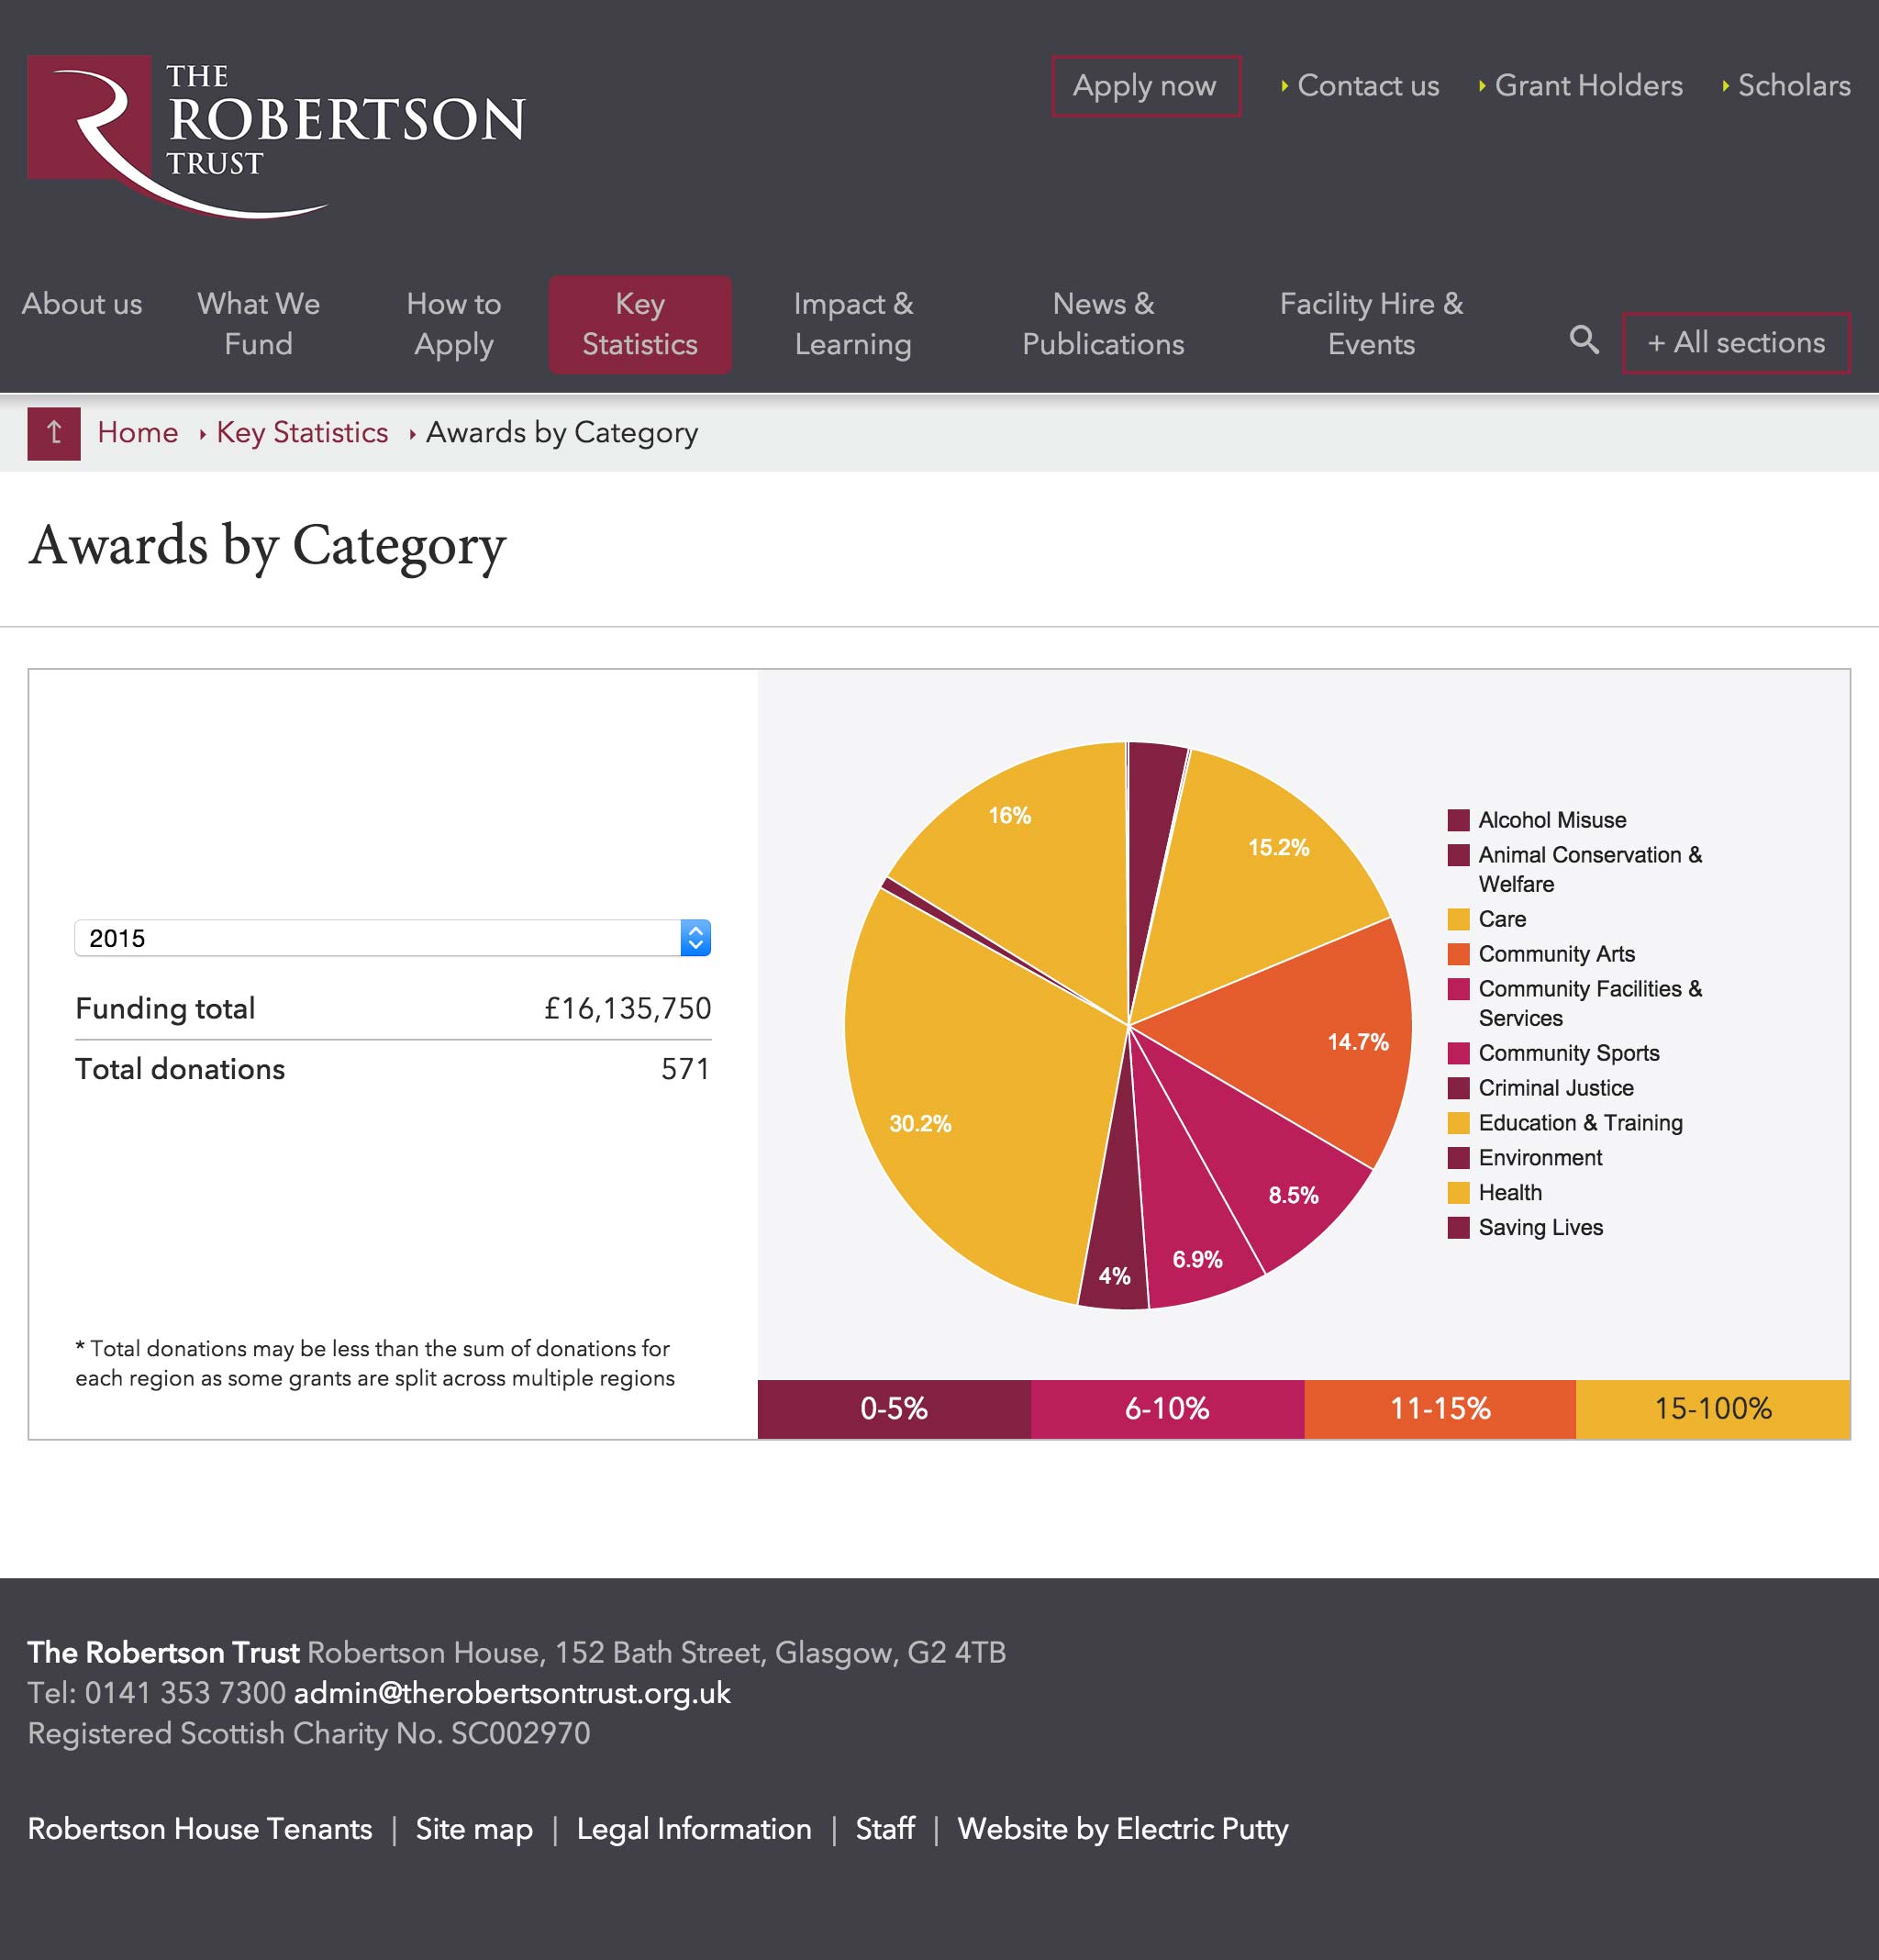 THE
ROBERTSON
TRUST
Apply now
Contact us
Grant Holders
Scholars
About us
What We
Fund
How to
Apply
Key
Statistics
Impact &
Learning
News &
Publications
Facility Hire &
Events
+ All sections
Home
Key Statistics
Awards by Category
Awards by Category
2015
Funding total £16,135,750
Total donations 571
* Total donations may be less than the sum of donations for
each region as some grants are split across multiple regions
16%
15.2%
14.7%
30.2%
8.5%
6.9%
4%
Alcohol Misuse
Animal Conservation &
Welfare
Care
Community Arts
Community Facilities &
Services
Community Sports
Criminal Justice
Education & Training
Environment
Health
Saving Lives
0-5%
6-10%
11-15%
15-100%
The Robertson Trust Robertson House, 152 Bath Street, Glasgow, G2 4TB
Tel: 0141 353 7300 admin@therobertsontrust.org.uk
Registered Scottish Charity No. SC002970
Robertson House Tenants | Site map | Legal Information | Staff | Website by Electric Putty